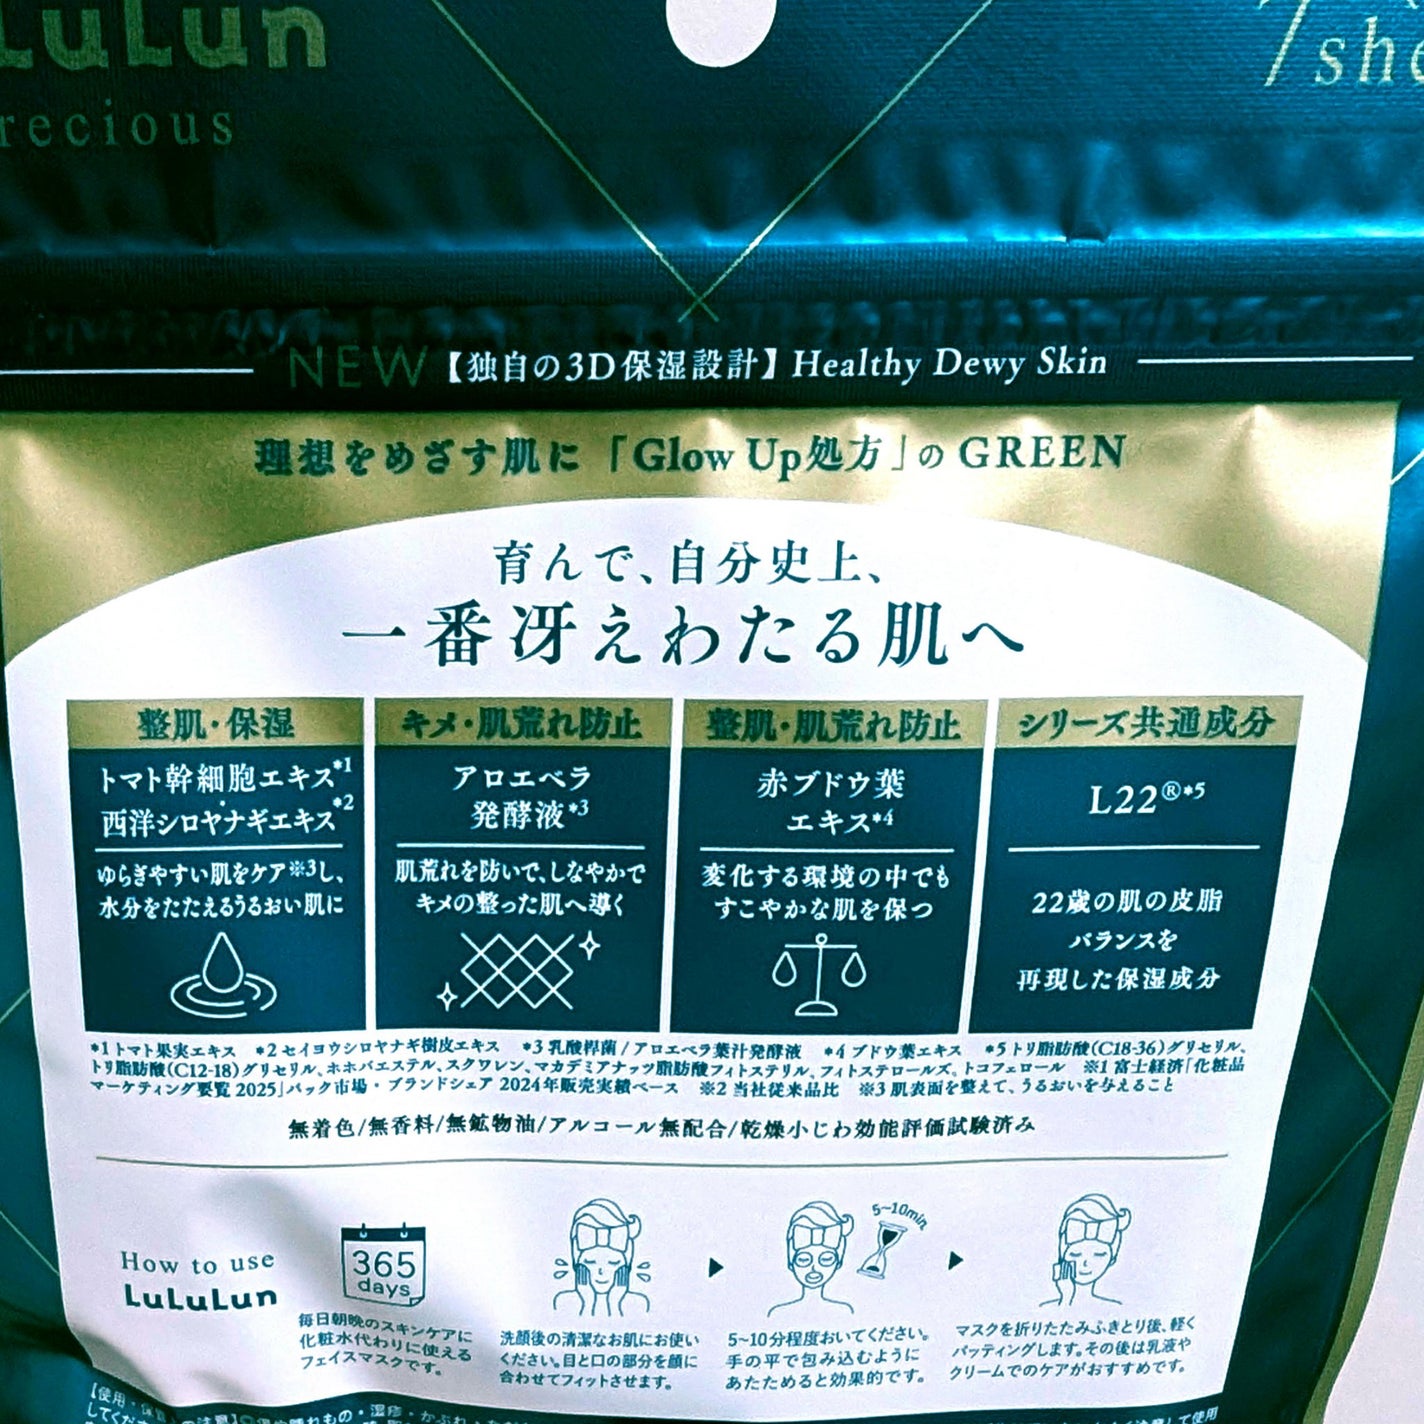 LuLuLun
recious
7 she
NEW【独自の3D保湿設計】Healthy Dewy Skin
理想をめざす肌に「Glow Up処方」のGREEN
育んで、自分史上、
一番冴えわたる肌へ
整肌・保湿
トマト幹細胞エキス*1
西洋シロヤナギエキス*2
ゆらぎやすい肌をケア※3し、
水分をたたえるうるおい肌に
キメ・肌荒れ防止
アロエベラ
発酵液*3
肌荒れを防いで、しなやかで
キメの整った肌へ導く
整肌・肌荒れ防止
赤ブドウ葉
エキス*4
変化する環境の中でも
すこやかな肌を保つ
シリーズ共通成分
L22®*5
22歳の肌の皮脂
バランスを
再現した保湿成分
*1 トマト果実エキス *2 セイヨウシロヤナギ樹皮エキス *3 乳酸桿菌/アロエベラ葉汁発酵液 *4 ブドウ葉エキス *5 トリ脂肪酸(C18-36)グリセリル、
トリ脂肪酸(C12-18)グリセリル、ホホバエステル、スクワレン、マカデミアナッツ脂肪酸フィトステリル、フィトステロールズ、トコフェロール ※1 富士経済「化粧品
マーケティング要覧 2025」パック市場・ブランドシェア 2024年販売実績ベース ※2 当社従来品比 ※3 肌表面を整えて、うるおいを与えること
無着色/無香料/無鉱物油/アルコール無配合/乾燥小じわ効能評価試験済み
How to use
LuLuLun
365
days
毎日朝晩のスキンケアに
化粧水代わりに使える
フェイスマスクです。
洗顔後の清潔なお肌にお使い
ください。目と口の部分を顔に
合わせてフィットさせます。
5~10min.
5~10分程度おいてください。
手の平で包み込むように
あたためると効果的です。
マスクを折りたたみふきとり後、軽く
パッティングします。その後は乳液や
クリームでのケアがおすすめです。